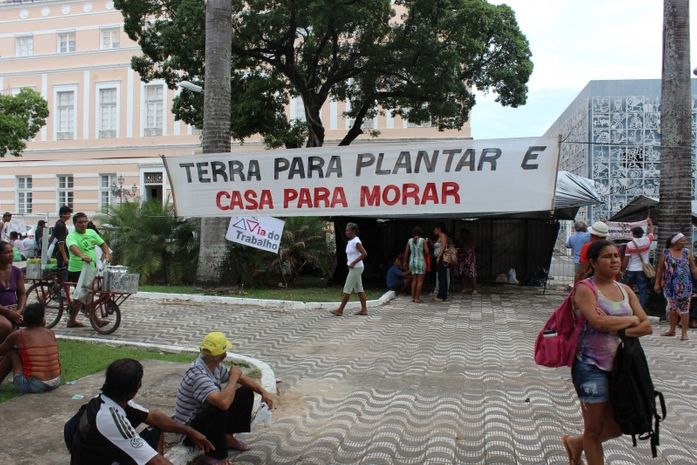 TERRA PARA PLANTAR E
CASA PARA MORAR
Via do
Trabalho